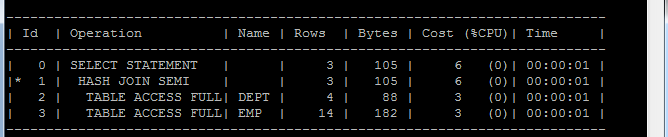 --------------------------------------------------------------------------
| Id  | Operation          | Name | Rows  | Bytes | Cost (%CPU)| Time     |
--------------------------------------------------------------------------
|   0 | SELECT STATEMENT   |      |     3 |   105 |     6   (0)| 00:00:01 |
|*  1 |  HASH JOIN SEMI    |      |     3 |   105 |     6   (0)| 00:00:01 |
|   2 |   TABLE ACCESS FULL| DEPT |     4 |    88 |     3   (0)| 00:00:01 |
|   3 |   TABLE ACCESS FULL| EMP  |    14 |   182 |     3   (0)| 00:00:01 |
--------------------------------------------------------------------------